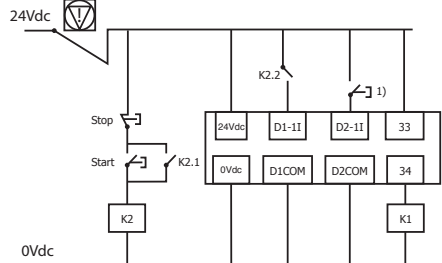 24Vdc
K2.2
1)
Stop
24Vdc D1-1I D2-1I 33
Start
K2.1
0Vdc D1COM D2COM 34
K2
K1
0Vdc